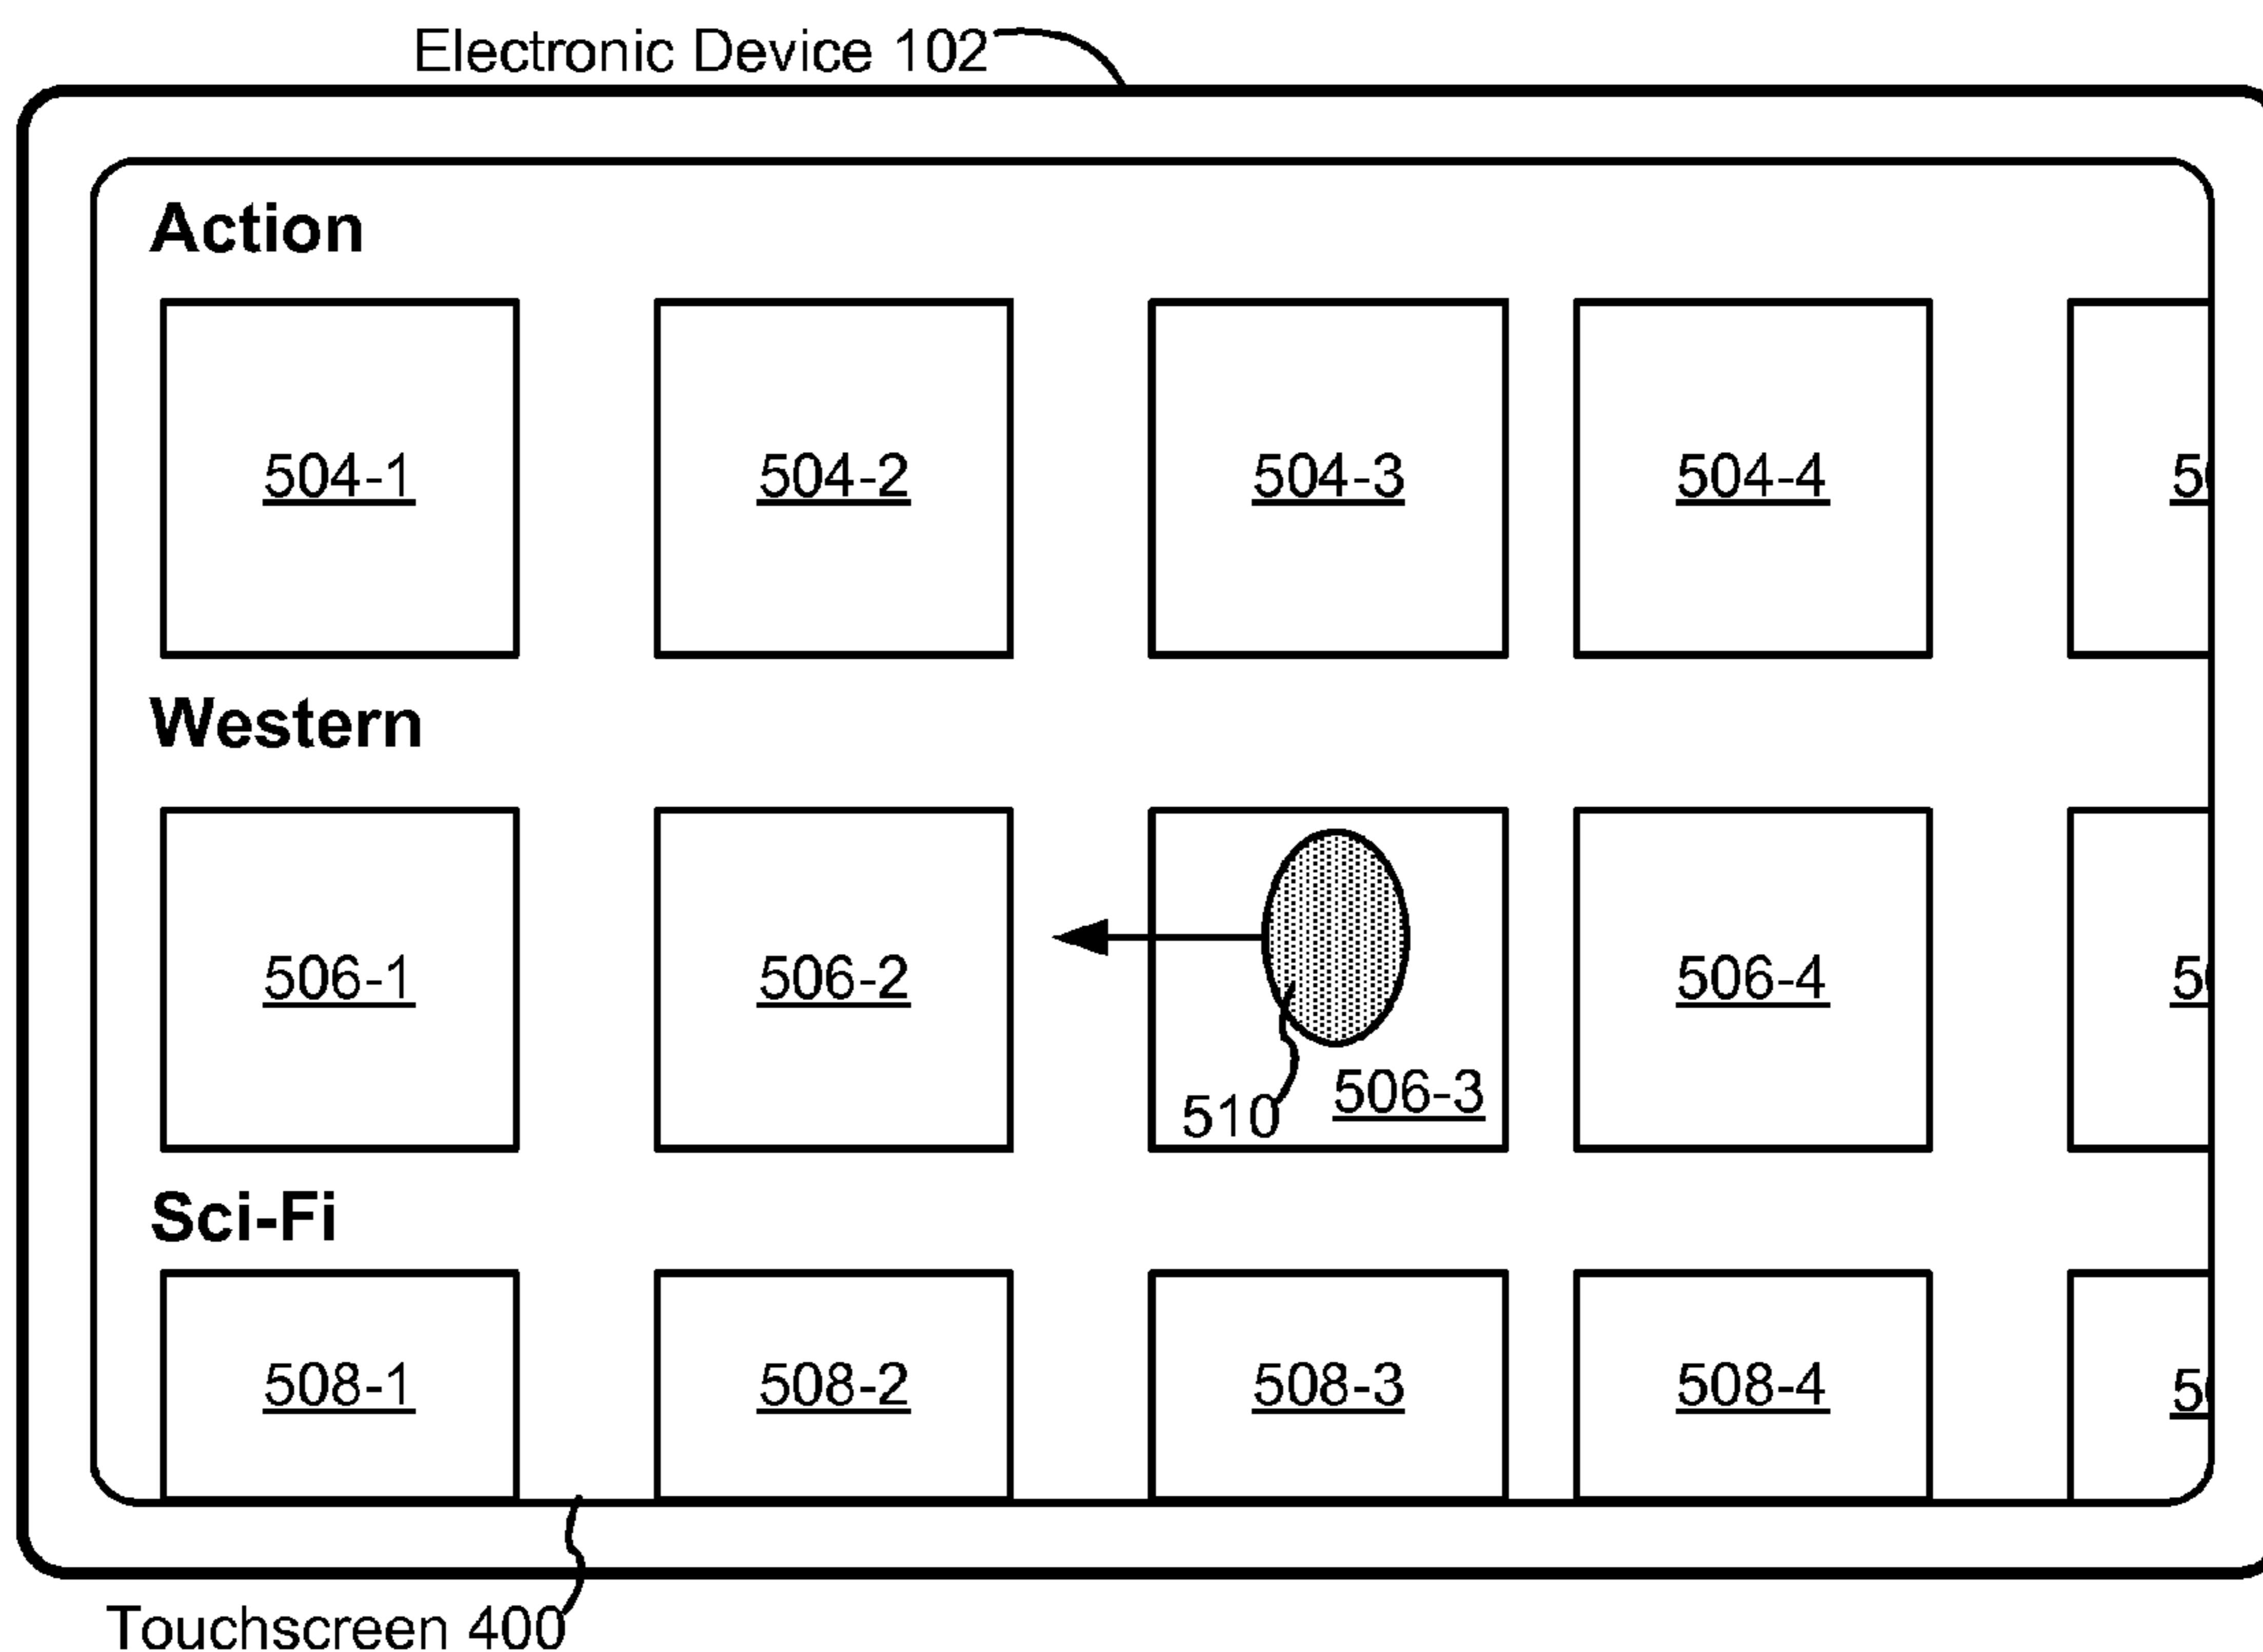 Electronic Device 102
Action
504-1 504-2 504-3 504-4
Western
506-1 506-2 506-4
510 506-3
Sci-Fi
508-1 508-2 508-3 508-4
Touchscreen 400